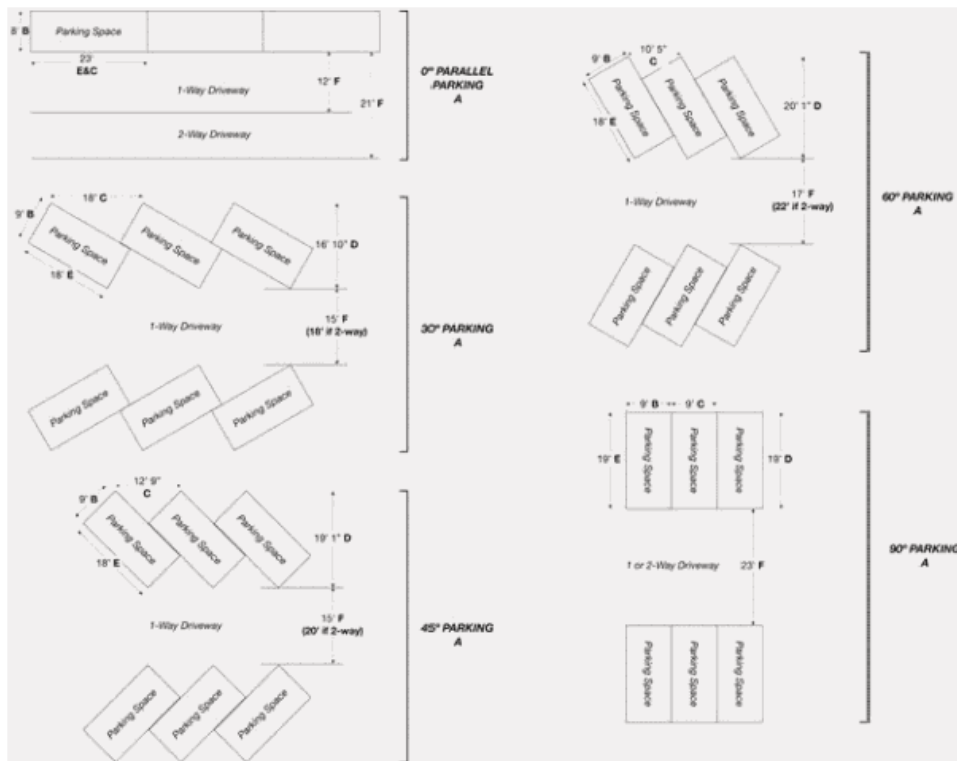 8' B
Parking Space
23'
E&C
1-Way Driveway
12' F
21' F
2-Way Driveway
0° PARALLEL
PARKING
A
9' B
18' C
Parking Space
Parking Space
Parking Space
18' E
16' 10" D
1-Way Driveway
15' F
(18' if 2-way)
30° PARKING
A
Parking Space
Parking Space
Parking Space
9' B
12' 9"
C
Parking Space
Parking Space
Parking Space
18' E
19' 1" D
1-Way Driveway
15' F
(20' if 2-way)
45° PARKING
A
Parking Space
Parking Space
Parking Space
9' B
10' 5"
C
Parking Space
Parking Space
Parking Space
18' E
20' 1" D
1-Way Driveway
17' F
(22' if 2-way)
60° PARKING
A
Parking Space
Parking Space
Parking Space
9' B
9' C
19' E
Parking Space
Parking Space
Parking Space
19' D
1 or 2-Way Driveway
23' F
90° PARKING
A
Parking Space
Parking Space
Parking Space